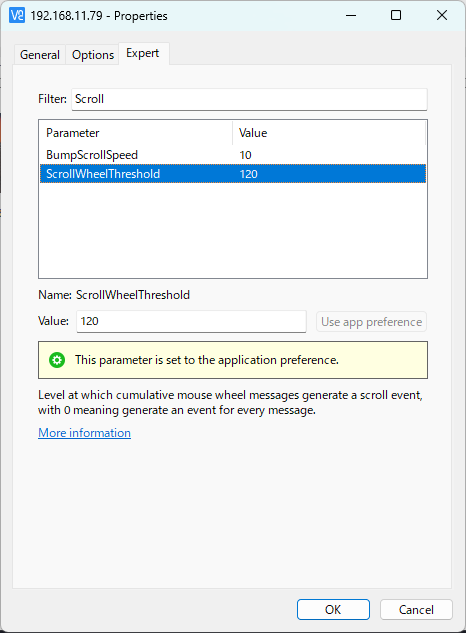 192.168.11.79 - Properties
General Options Expert
Filter: Scroll
Parameter Value
BumpScrollSpeed 10
ScrollWheelThreshold 120
Name: ScrollWheelThreshold
Value: 120 Use app preference
This parameter is set to the application preference.
Level at which cumulative mouse wheel messages generate a scroll event,
with 0 meaning generate an event for every message.
More information
OK Cancel